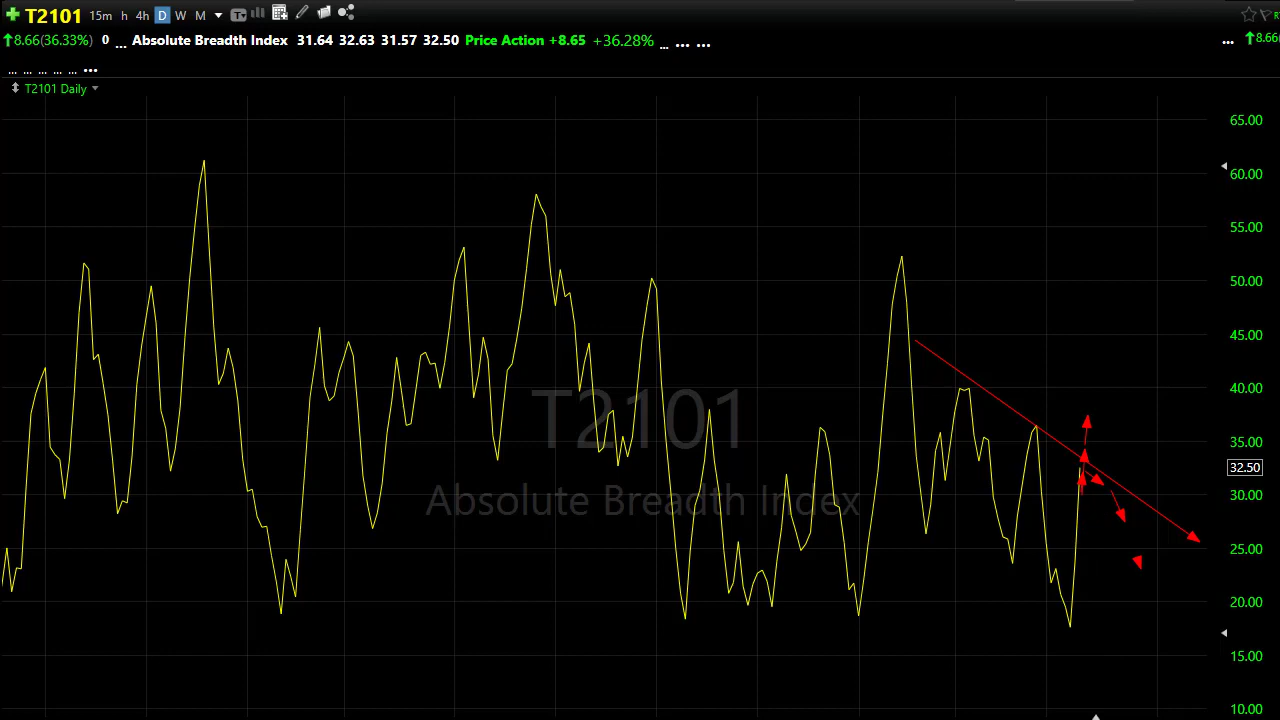 T2101 15m h 4h D W M T
8.66(36.33%) 0 ... Absolute Breadth Index 31.64 32.63 31.57 32.50 Price Action +8.65 +36.28% ... ... ... ... 8.66
... ... ... ... ... ...
T2101 Daily
65.00
60.00
55.00
50.00
45.00
40.00
35.00
32.50
30.00
25.00
20.00
15.00
10.00
T2101
Absolute Breadth Index